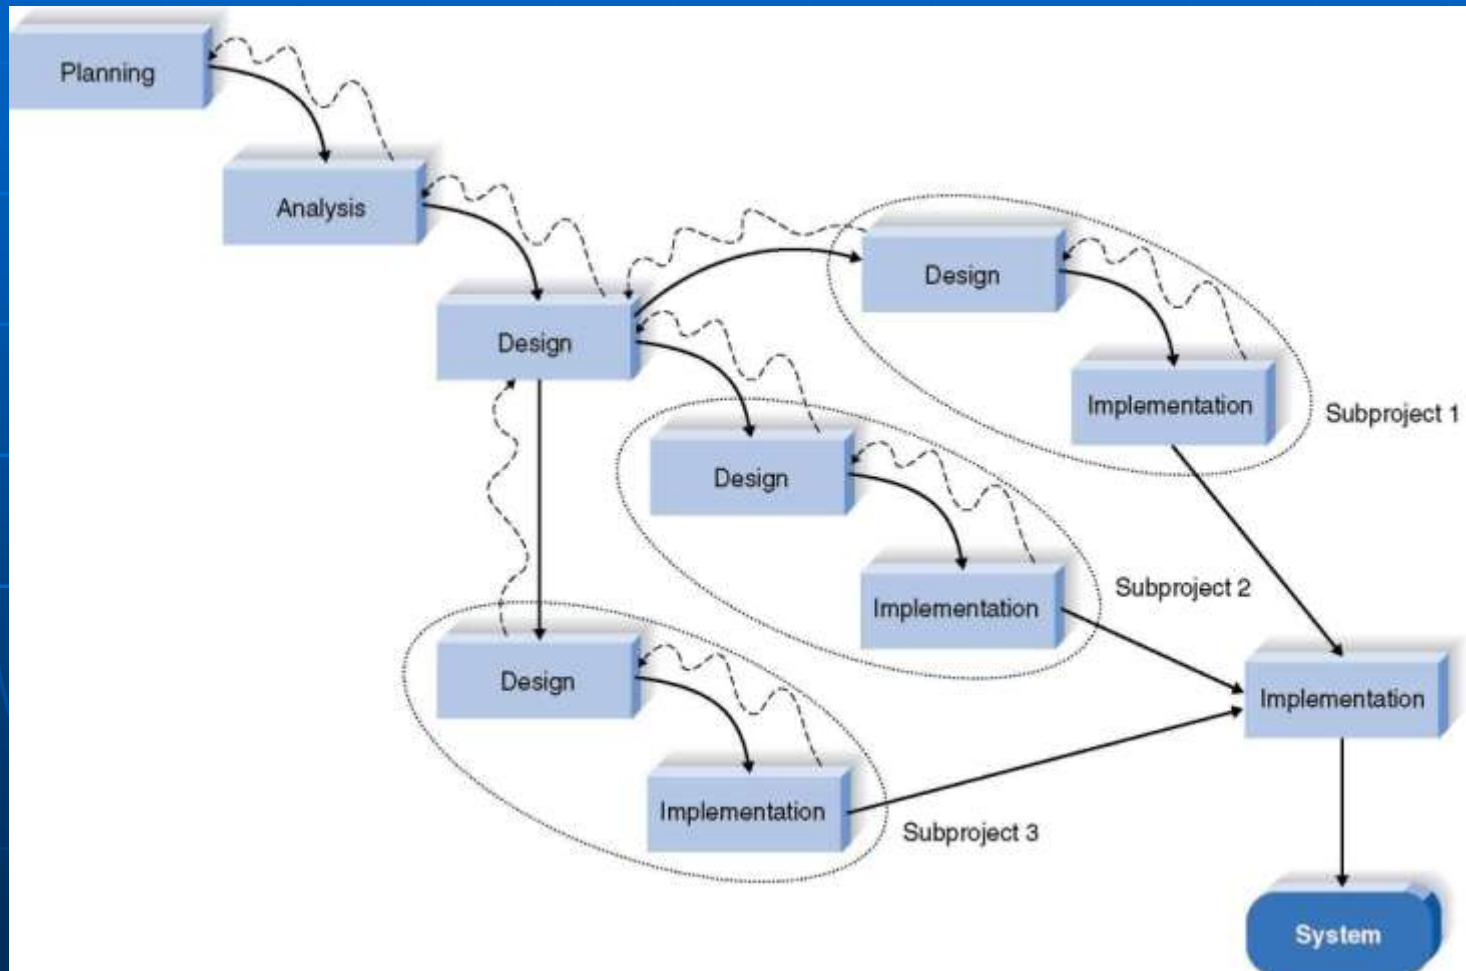 Planning
Analysis
Design
Design
Implementation
Subproject 1
Design
Implementation
Subproject 2
Design
Implementation
Subproject 3
Implementation
System